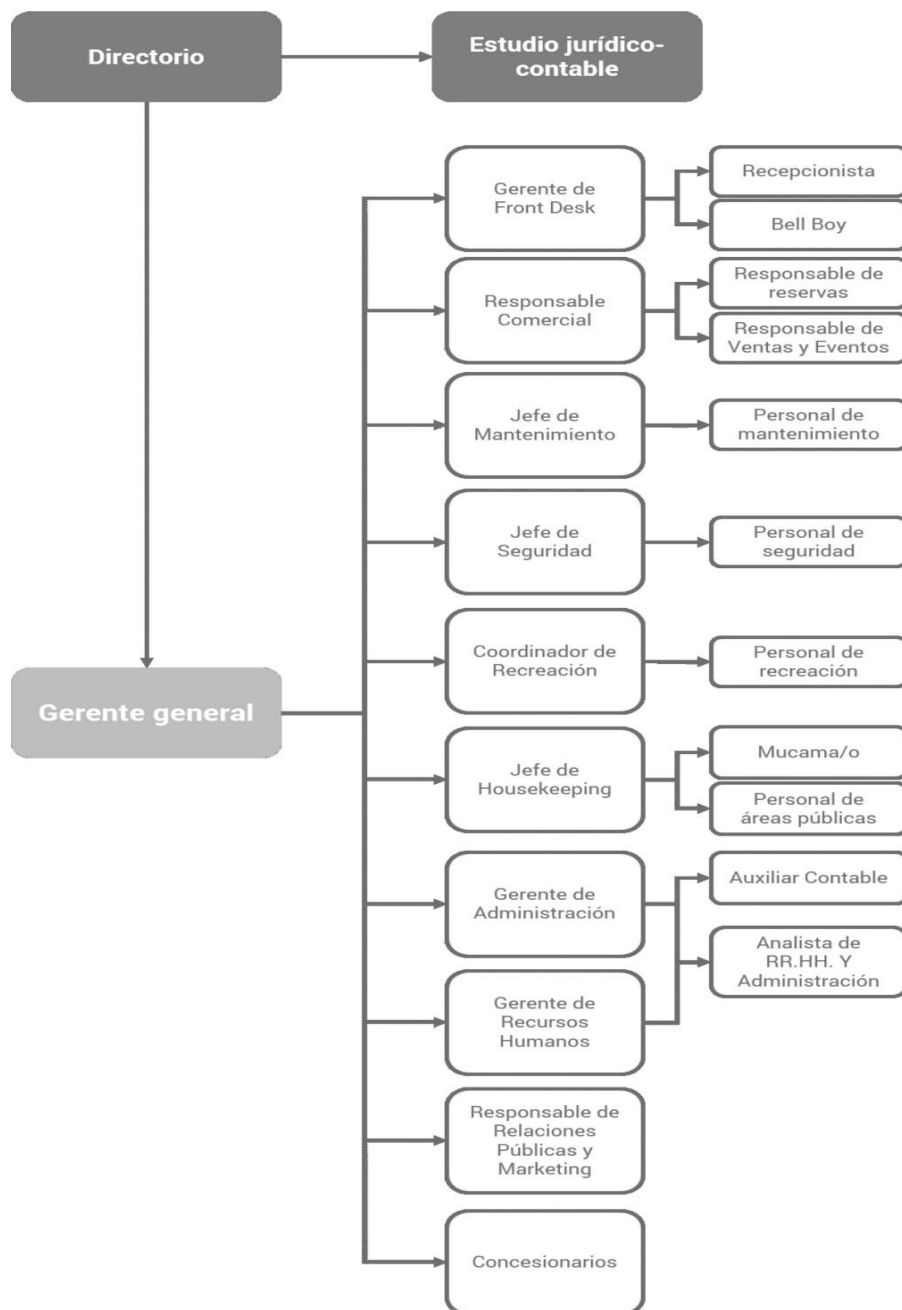 Directorio
Estudio jurídico-
contable
Gerente de
Front Desk
Recepcionista
Bell Boy
Responsable
Comercial
Responsable de
reservas
Responsable de
Ventas y Eventos
Jefe de
Mantenimiento
Personal de
mantenimiento
Jefe de
Seguridad
Personal de
seguridad
Coordinador de
Recreación
Personal de
recreación
Gerente general
Jefe de
Housekeeping
Mucama/o
Personal de
áreas públicas
Gerente de
Administración
Auxiliar Contable
Analista de
RR.HH. Y
Administración
Gerente de
Recursos
Humanos
Responsable de
Relaciones
Públicas y
Marketing
Concesionarios